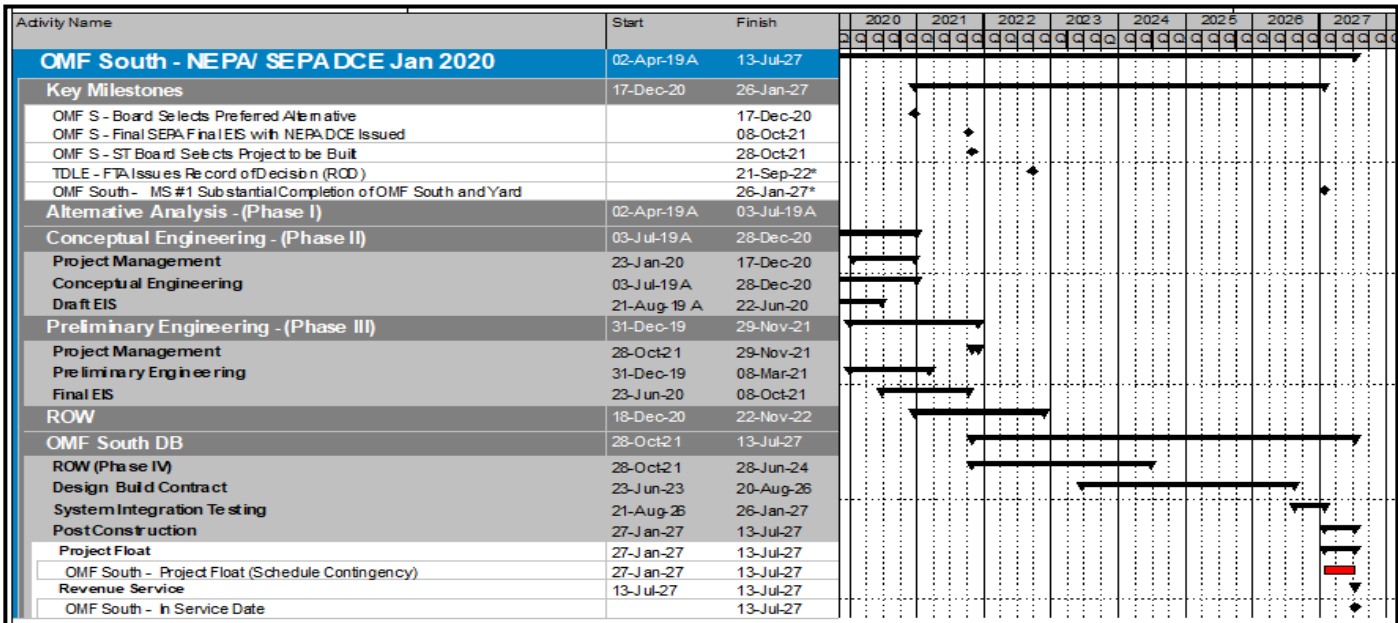 Activity Name Start Finish 2020 2021 2022 2023 2024 2025 2026 2027
Q Q Q Q Q Q Q Q Q Q Q Q Q Q Q Q Q Q Q Q Q Q Q Q Q Q Q Q Q Q Q Q
OMF South - NEPA/ SEPA DCE Jan 2020 02-Apr-19 A 13-Jul-27
Key Milestones 17-Dec-20 26-Jan-27
OMF S - Board Selects Preferred Alternative 17-Dec-20
OMF S - Final SEPA Final EIS with NEPA DCE Issued 08-Oct-21
OMF S - ST Board Selects Project to be Built 28-Oct-21
TDLE - FTA Issues Record of Decision (ROD) 21-Sep-22*
OMF South - MS #1 Substantial Completion of OMF South and Yard 26-Jan-27*
Alternative Analysis - (Phase I) 02-Apr-19 A 03-Jul-19 A
Conceptual Engineering - (Phase II) 03-Jul-19 A 28-Dec-20
Project Management 23-Jan-20 17-Dec-20
Conceptual Engineering 03-Jul-19 A 28-Dec-20
Draft EIS 21-Aug-19 A 22-Jun-20
Preliminary Engineering - (Phase III) 31-Dec-19 29-Nov-21
Project Management 28-Oct-21 29-Nov-21
Preliminary Engineering 31-Dec-19 08-Mar-21
Final EIS 23-Jun-20 08-Oct-21
ROW 18-Dec-20 22-Nov-22
OMF South DB 28-Oct-21 13-Jul-27
ROW (Phase IV) 28-Oct-21 28-Jun-24
Design Build Contract 23-Jun-23 20-Aug-26
System Integration Testing 21-Aug-26 26-Jan-27
Post Construction 27-Jan-27 13-Jul-27
Project Float 27-Jan-27 13-Jul-27
OMF South - Project Float (Schedule Contingency) 27-Jan-27 13-Jul-27
Revenue Service 13-Jul-27 13-Jul-27
OMF South - In Service Date 13-Jul-27